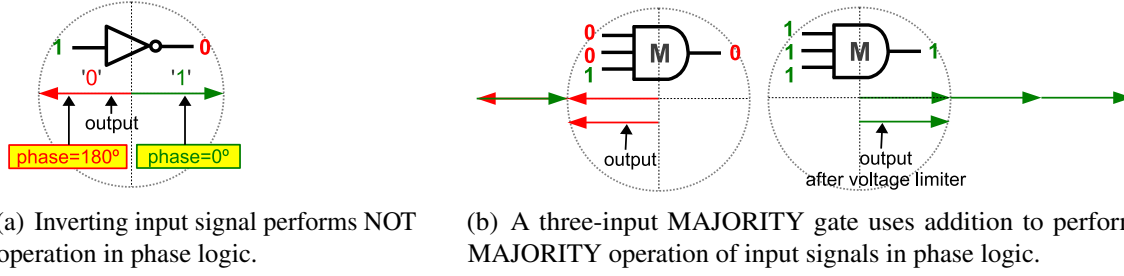 1
0
'0'
'1'
output
phase=180º
phase=0º
0
0
1
M
0
output
1
1
1
M
1
output
after voltage limiter
(a) Inverting input signal performs NOT
operation in phase logic.
(b) A three-input MAJORITY gate uses addition to perform
MAJORITY operation of input signals in phase logic.